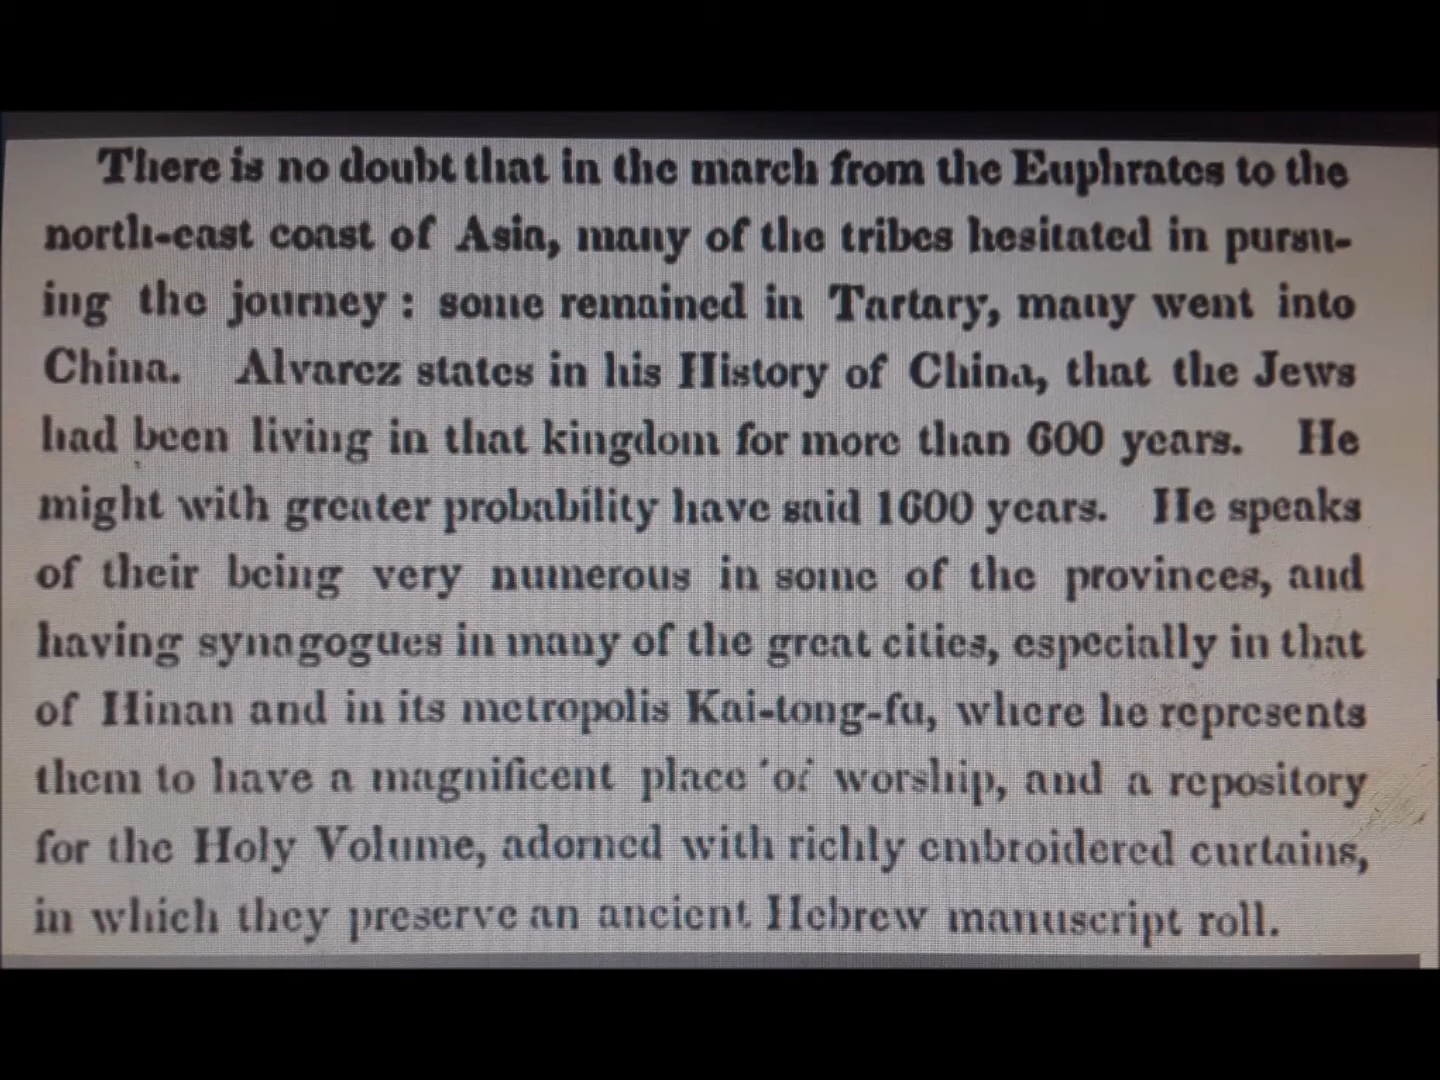 There is no doubt that in the march from the Euphrates to the
north-east coast of Asia, many of the tribes hesitated in pursu-
ing the journey : some remained in Tartary, many went into
China. Alvarez states in his History of China, that the Jews
had been living in that kingdom for more than 600 years. He
might with greater probability have said 1600 years. He speaks
of their being very numerous in some of the provinces, and
having synagogues in many of the great cities, especially in that
of Hinan and in its metropolis Kai-tong-fu, where he represents
them to have a magnificent place of worship, and a repository
for the Holy Volume, adorned with richly embroidered curtains,
in which they preserve an ancient Hebrew manuscript roll.